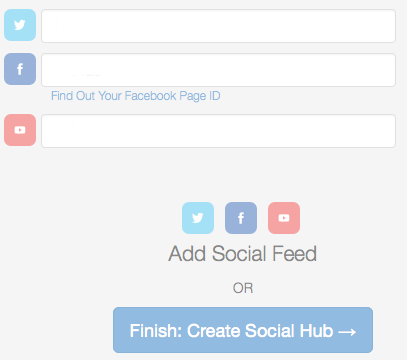 Find Out Your Facebook Page ID
Add Social Feed
OR
Finish: Create Social Hub →